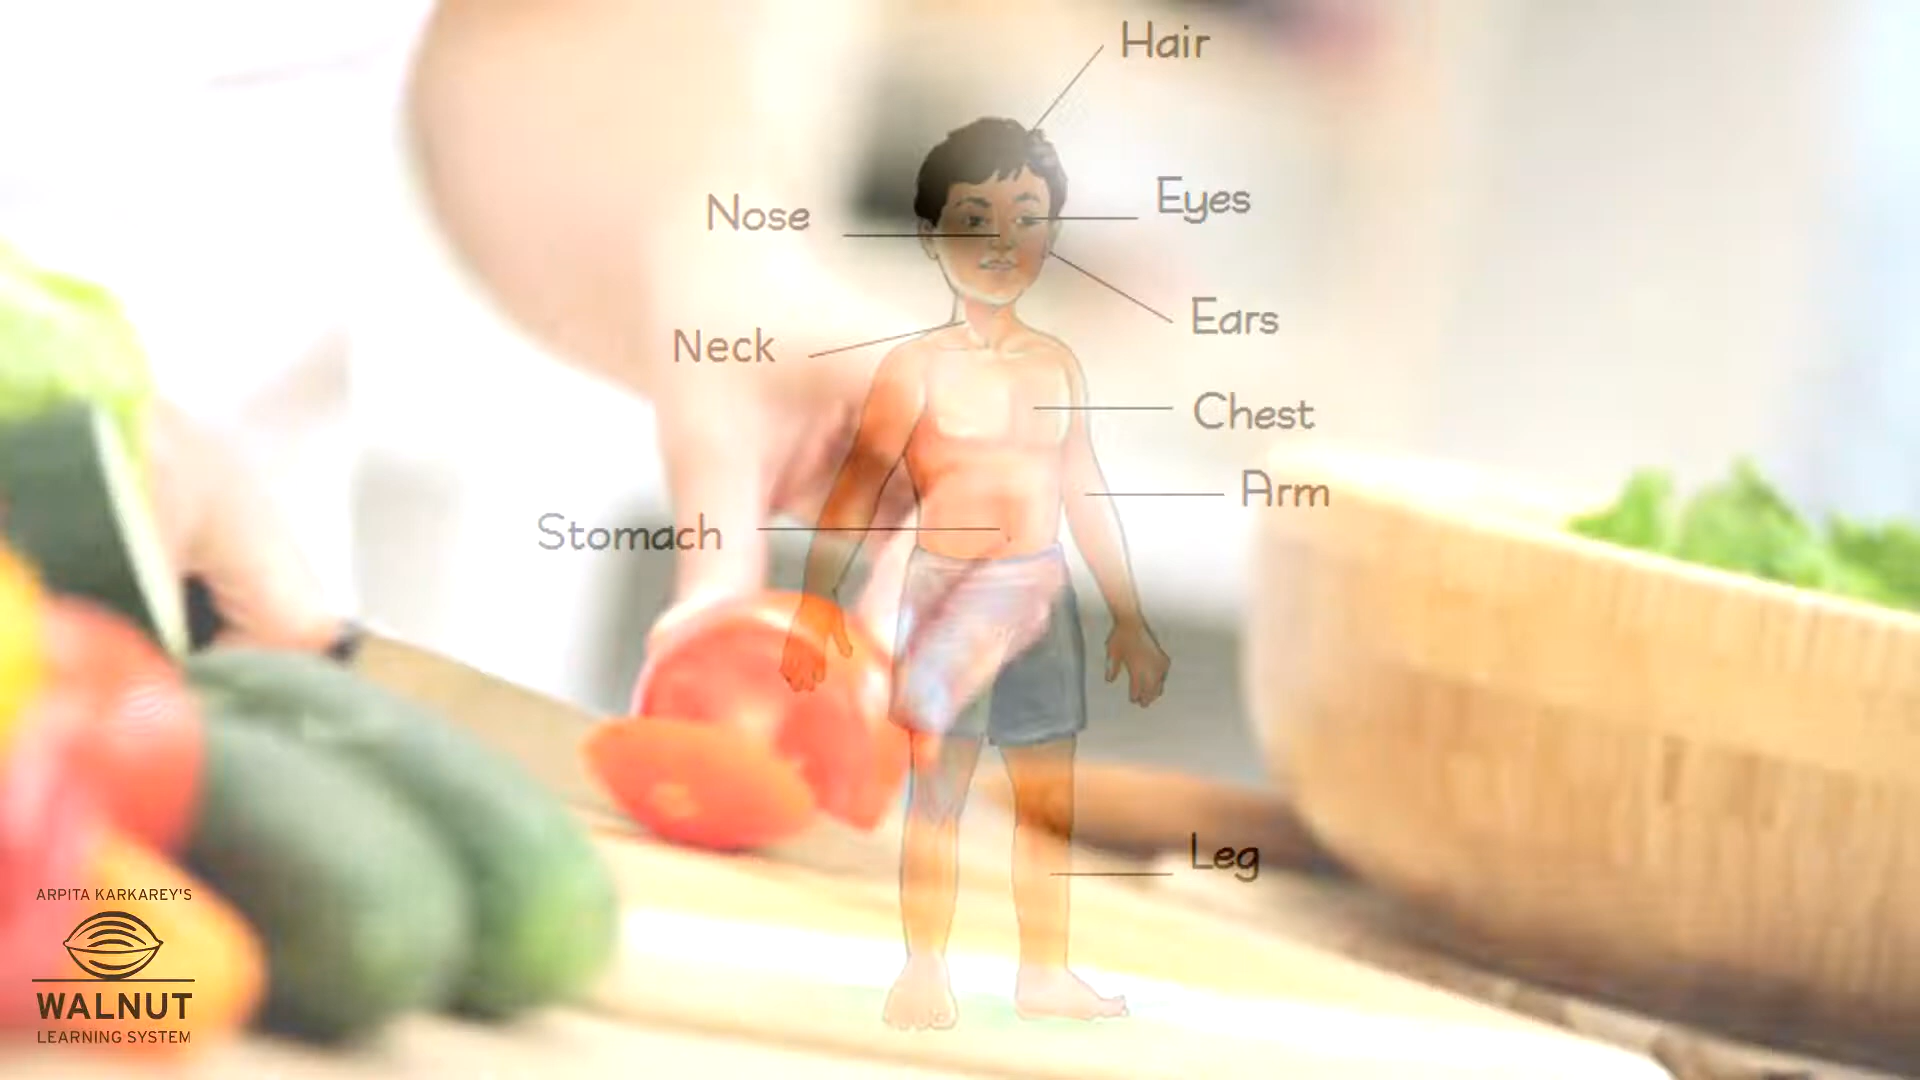 Hair
Nose
Eyes
Ears
Neck
Chest
Arm
Stomach
Leg
ARPITA KARKAREY'S
WALNUT
LEARNING SYSTEM